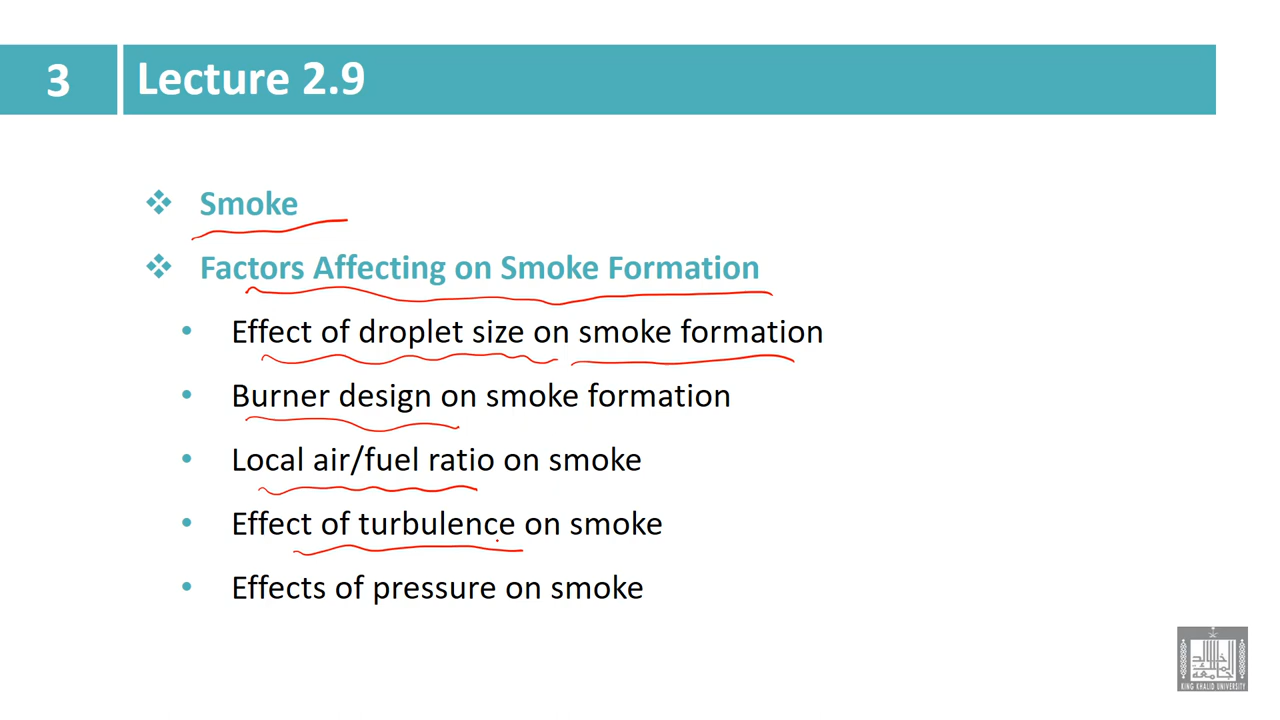 3
Lecture 2.9
Smoke
Factors Affecting on Smoke Formation
Effect of droplet size on smoke formation
Burner design on smoke formation
Local air/fuel ratio on smoke
Effect of turbulence on smoke
Effects of pressure on smoke
KING KHALID UNIVERSITY